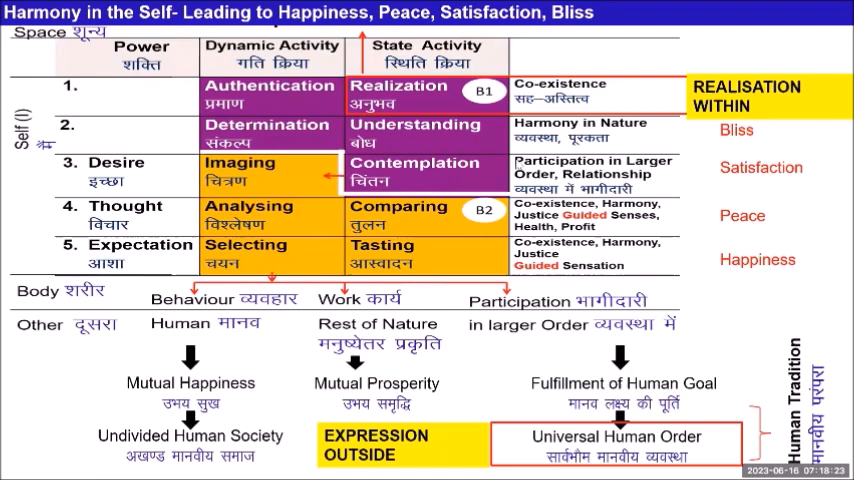 Harmony in the Self- Leading to Happiness, Peace, Satisfaction, Bliss
Space शून्य
Power
शक्ति
Dynamic Activity
गति क्रिया
State Activity
स्थिति क्रिया
Self (I)
मैं
1.
Authentication
प्रमाण
Realization
अनुभव
B1
Co-existence
सह–अस्तित्व
REALISATION
WITHIN
2.
Determination
संकल्प
Understanding
बोध
Harmony in Nature
व्यवस्था, पूरकता
Bliss
3. Desire
इच्छा
Imaging
चित्रण
Contemplation
चिंतन
Participation in Larger
Order, Relationship
व्यवस्था में भागीदारी
Satisfaction
4. Thought
विचार
Analysing
विश्लेषण
Comparing
तुलन
B2
Co-existence, Harmony,
Justice Guided Senses,
Health, Profit
Peace
5. Expectation
आशा
Selecting
चयन
Tasting
आस्वादन
Co-existence, Harmony,
Justice
Guided Sensation
Happiness
Body शरीर
Behaviour व्यवहार
Work कार्य
Participation भागीदारी
Other दूसरा
Human मानव
Rest of Nature
मनुष्येतर प्रकृति
in larger Order व्यवस्था में
Mutual Happiness
उभय सुख
Mutual Prosperity
उभय समृद्धि
Fulfillment of Human Goal
मानव लक्ष्य की पूर्ति
Undivided Human Society
अखण्ड मानवीय समाज
EXPRESSION
OUTSIDE
Universal Human Order
सार्वभौम मानवीय व्यवस्था
Human Tradition
मानवीय परंपरा
2023-06-16 07:18:23